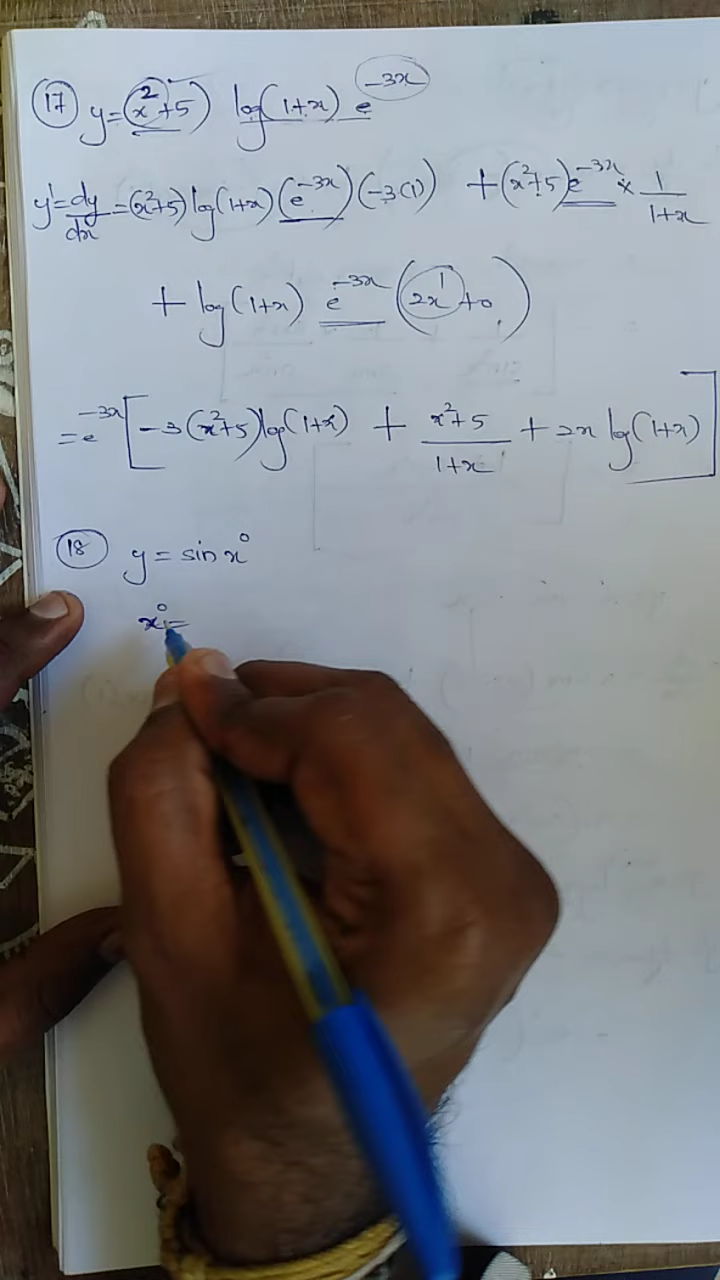 17 y = (x²+5) log(1+x) e^-3x
y' = dy/dx = (x²+5) log(1+x) (e^-3x) (-3(1)) + (x²+5) e^-3x × 1/1+x
+ log(1+x) e^-3x (2x¹+0)
= e^-3x [-3(x²+5) log(1+x) + x²+5/1+x + 2x log(1+x)]
18 y = sin x°
x° =